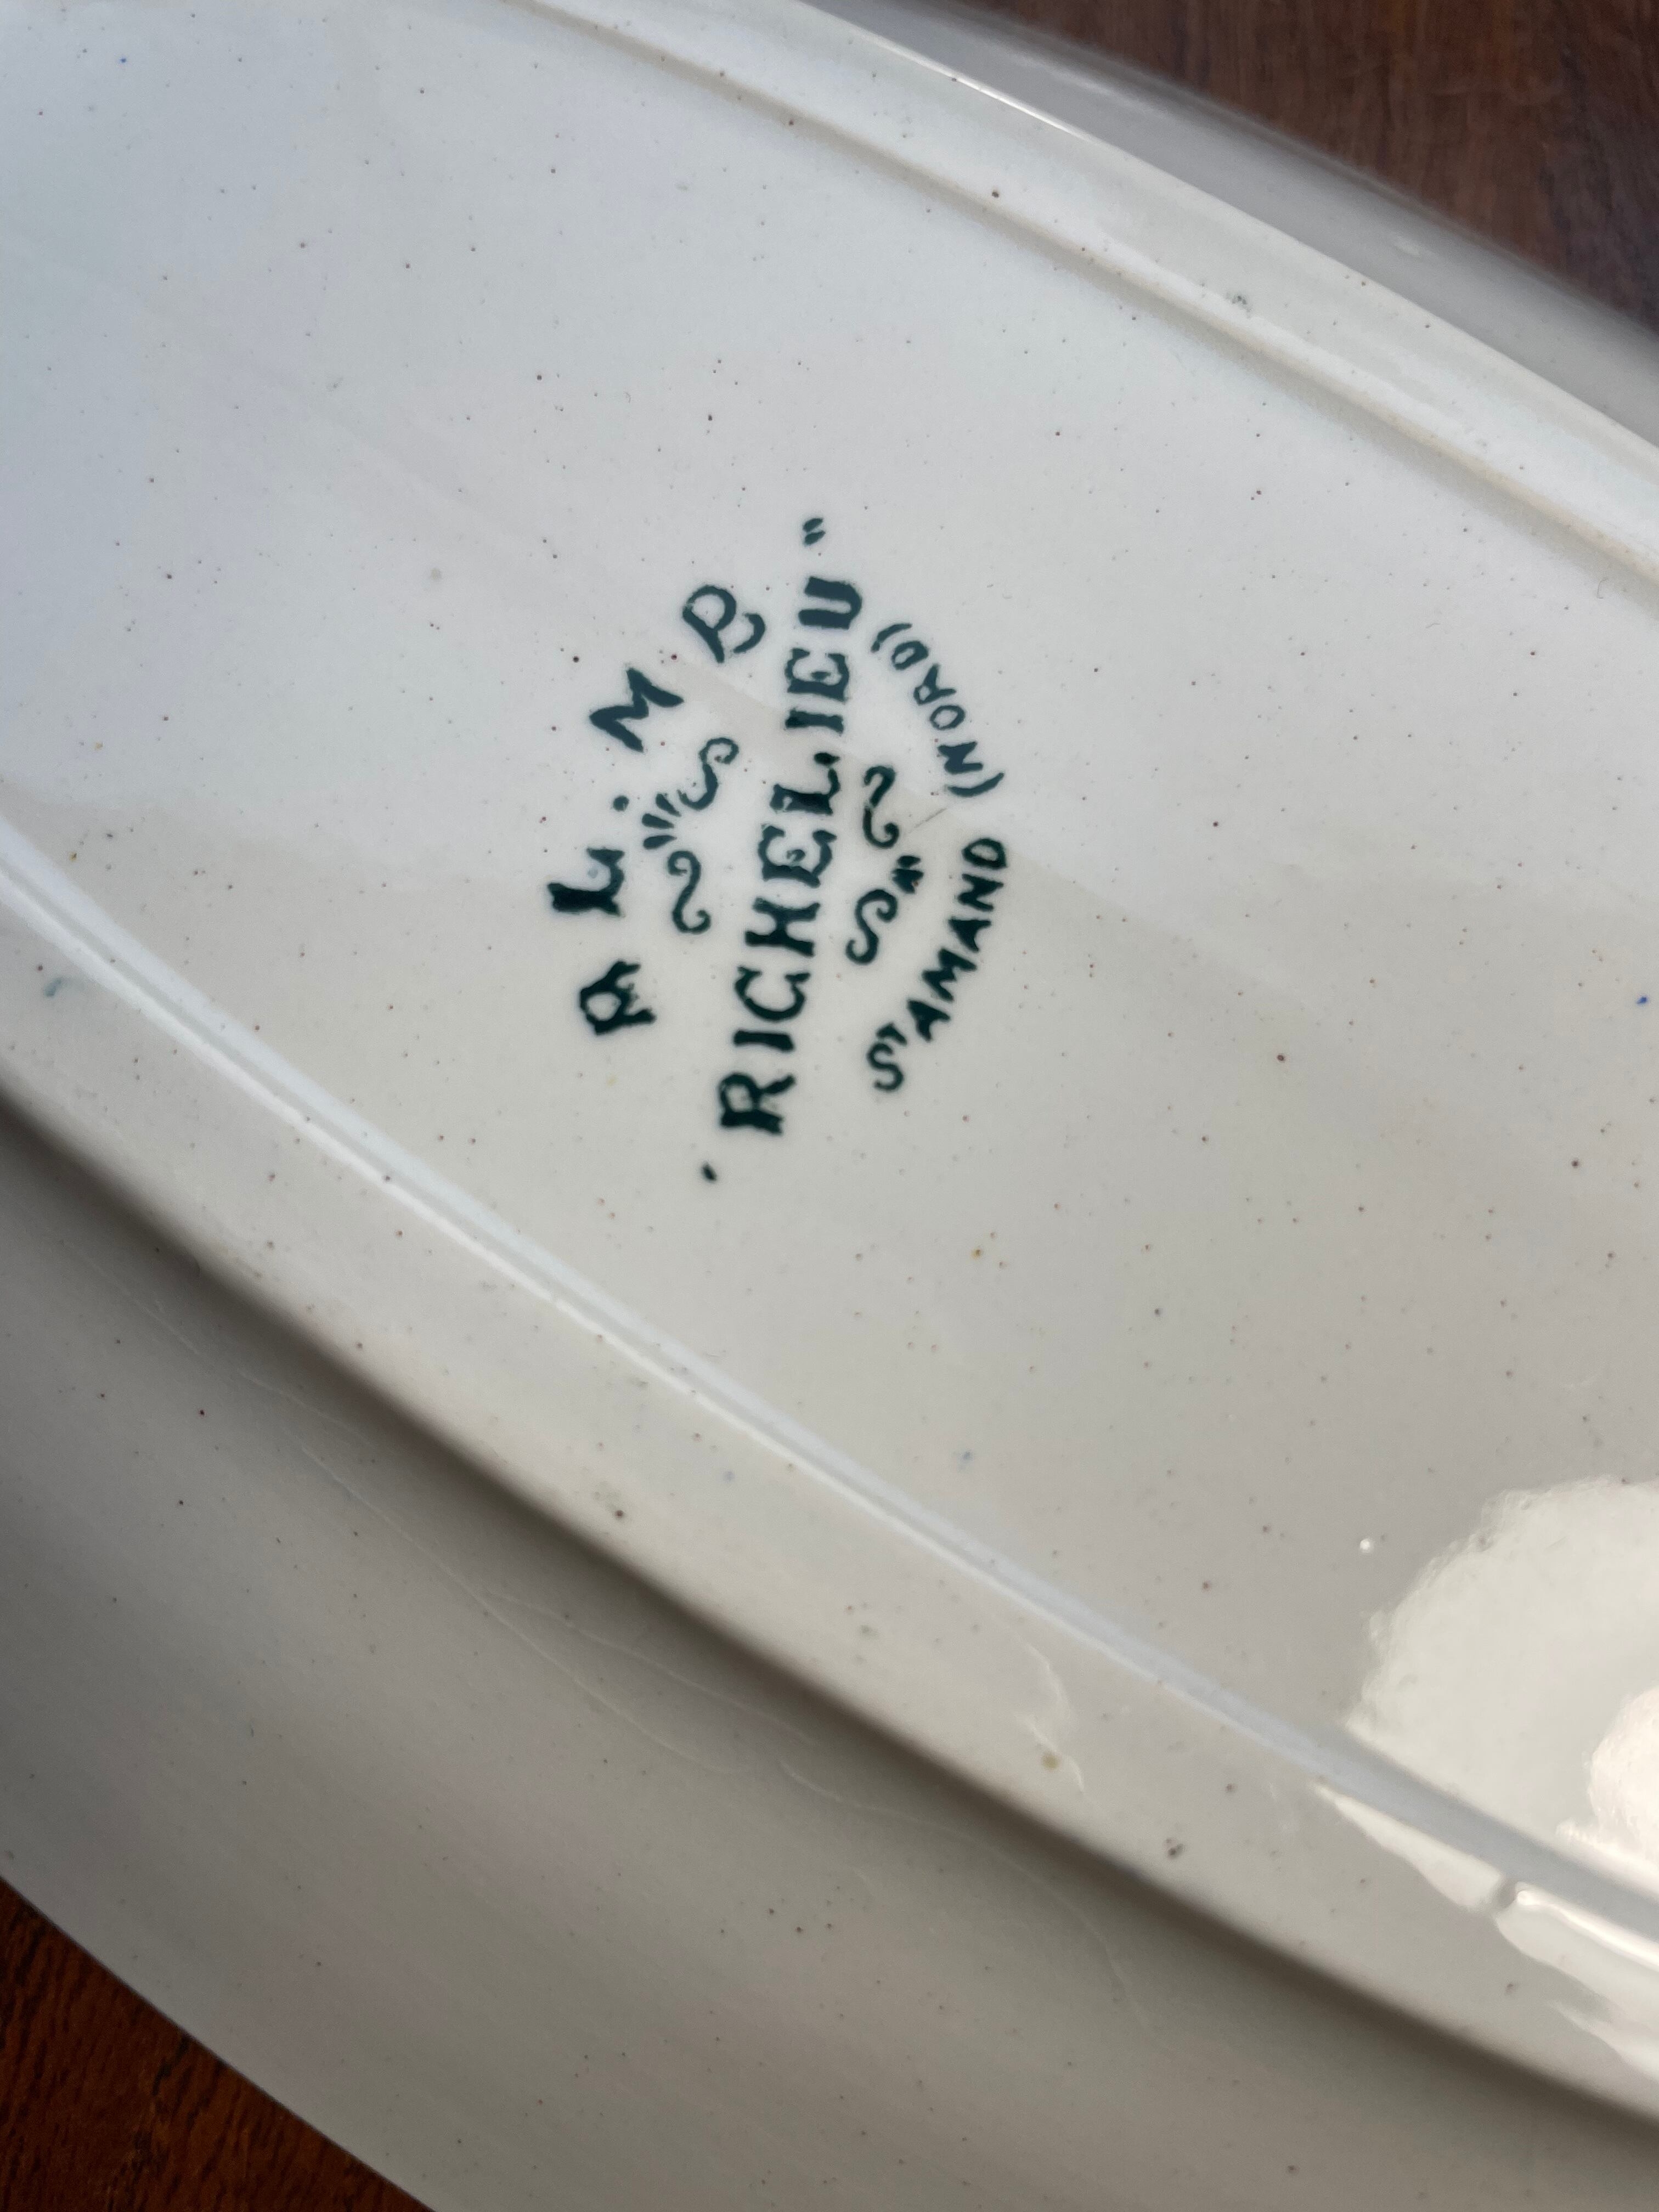 R L. M B
'RICHELIEU"
ST AMAND (NORD)